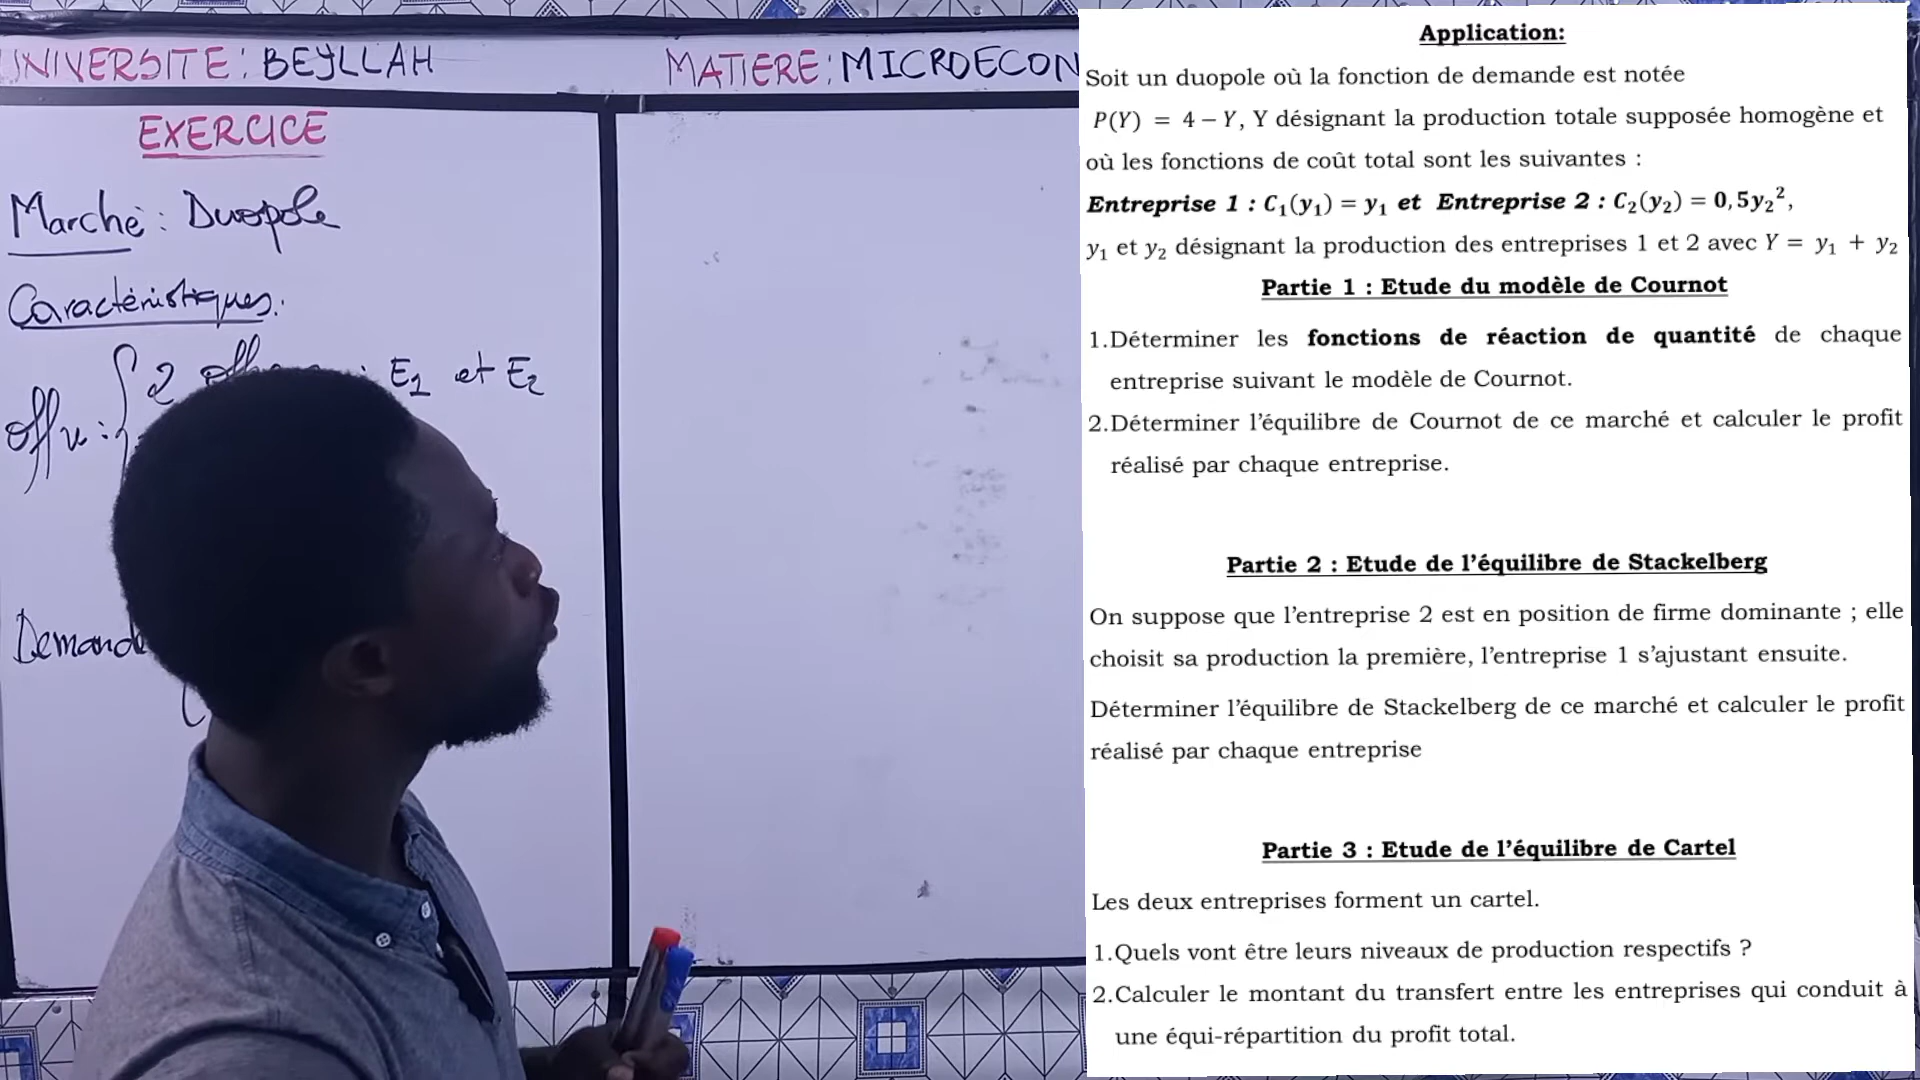 UNIVERSITE : BEYLLAH
MATIERE : MICROECON
EXERCICE
Marché : Duopole
Caractéristiques.
2 : E1 et E2
Offre :
Demande
Application:
Soit un duopole où la fonction de demande est notée
P(Y) = 4 – Y, Y désignant la production totale supposée homogène et
où les fonctions de coût total sont les suivantes :
Entreprise 1 : C₁(y₁) = y₁ et Entreprise 2 : C₂(y₂) = 0,5y₂²,
y₁ et y₂ désignant la production des entreprises 1 et 2 avec Y = y₁ + y₂
Partie 1 : Etude du modèle de Cournot
1.Déterminer les fonctions de réaction de quantité de chaque
entreprise suivant le modèle de Cournot.
2.Déterminer l’équilibre de Cournot de ce marché et calculer le profit
réalisé par chaque entreprise.
Partie 2 : Etude de l’équilibre de Stackelberg
On suppose que l’entreprise 2 est en position de firme dominante ; elle
choisit sa production la première, l’entreprise 1 s’ajustant ensuite.
Déterminer l’équilibre de Stackelberg de ce marché et calculer le profit
réalisé par chaque entreprise
Partie 3 : Etude de l’équilibre de Cartel
Les deux entreprises forment un cartel.
1.Quels vont être leurs niveaux de production respectifs ?
2.Calculer le montant du transfert entre les entreprises qui conduit à
une équi-répartition du profit total.